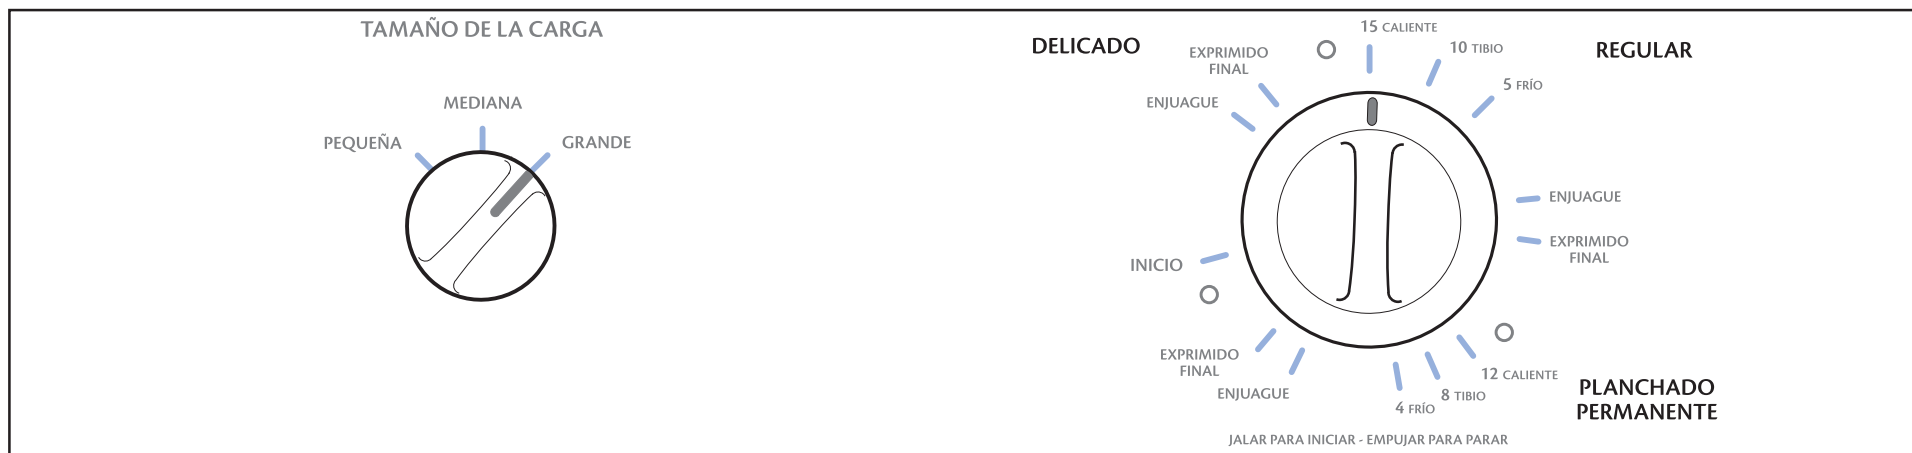 TAMAÑO DE LA CARGA
PEQUEÑA
MEDIANA
GRANDE
DELICADO
REGULAR
15 CALIENTE
10 TIBIO
5 FRÍO
ENJUAGUE
EXPRIMIDO
FINAL
12 CALIENTE
8 TIBIO
4 FRÍO
PLANCHADO
PERMANENTE
ENJUAGUE
EXPRIMIDO
FINAL
INICIO
ENJUAGUE
EXPRIMIDO
FINAL
JALAR PARA INICIAR - EMPUJAR PARA PARAR